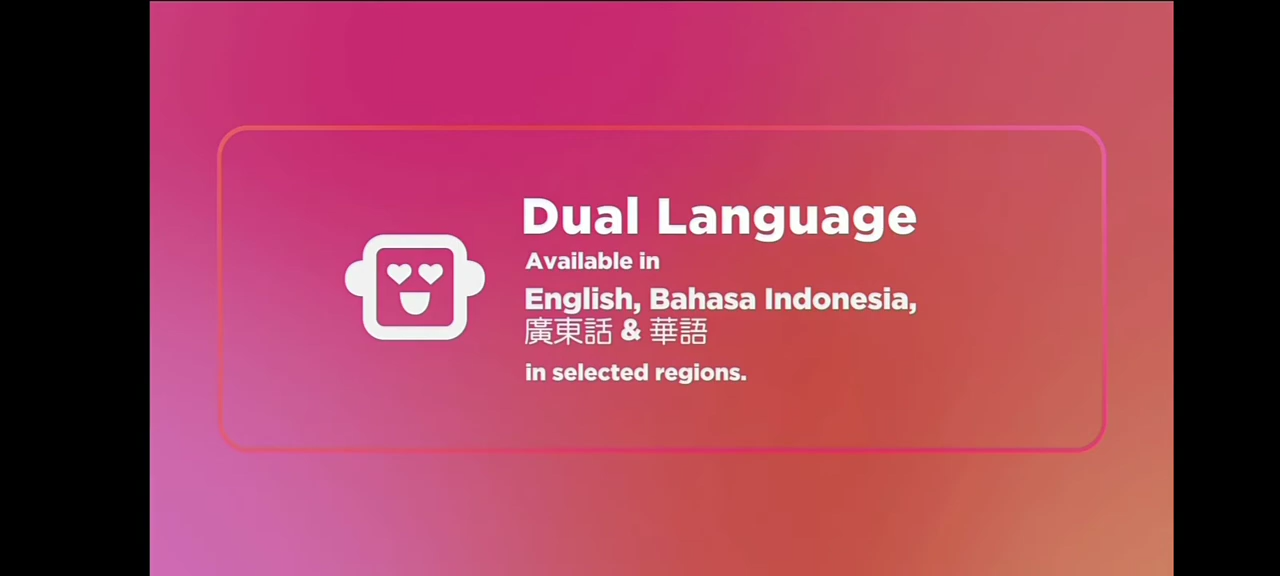 Dual Language
Available in
English, Bahasa Indonesia,
廣東話 & 華語
in selected regions.